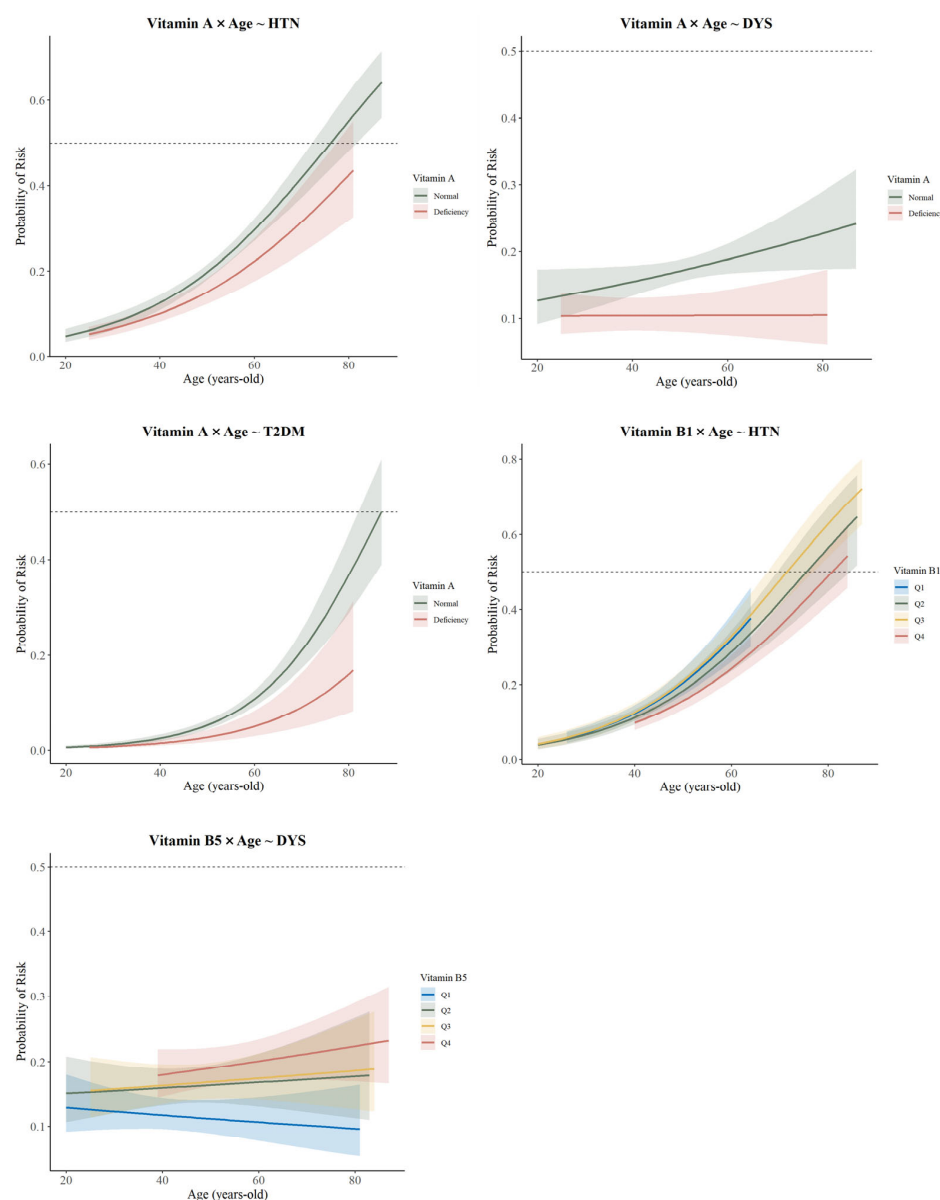 Vitamin A × Age ~ HTN
Probability of Risk
0.6
0.4
0.2
0.0
20 40 60 80
Age (years-old)
Vitamin A
Normal
Deficiency
Vitamin A × Age ~ DYS
Probability of Risk
0.5
0.3
0.2
0.1
20 40 60 80
Age (years-old)
Vitamin A
Normal
Deficiency
Vitamin A × Age ~ T2DM
Probability of Risk
0.6
0.4
0.2
0.0
20 40 60 80
Age (years-old)
Vitamin A
Normal
Deficiency
Vitamin B1 × Age ~ HTN
Probability of Risk
0.8
0.6
0.4
0.2
0.0
20 40 60 80
Age (years-old)
Vitamin B1
Q1
Q2
Q3
Q4
Vitamin B5 × Age ~ DYS
Probability of Risk
0.5
0.3
0.2
0.1
20 40 60 80
Age (years-old)
Vitamin B5
Q1
Q2
Q3
Q4